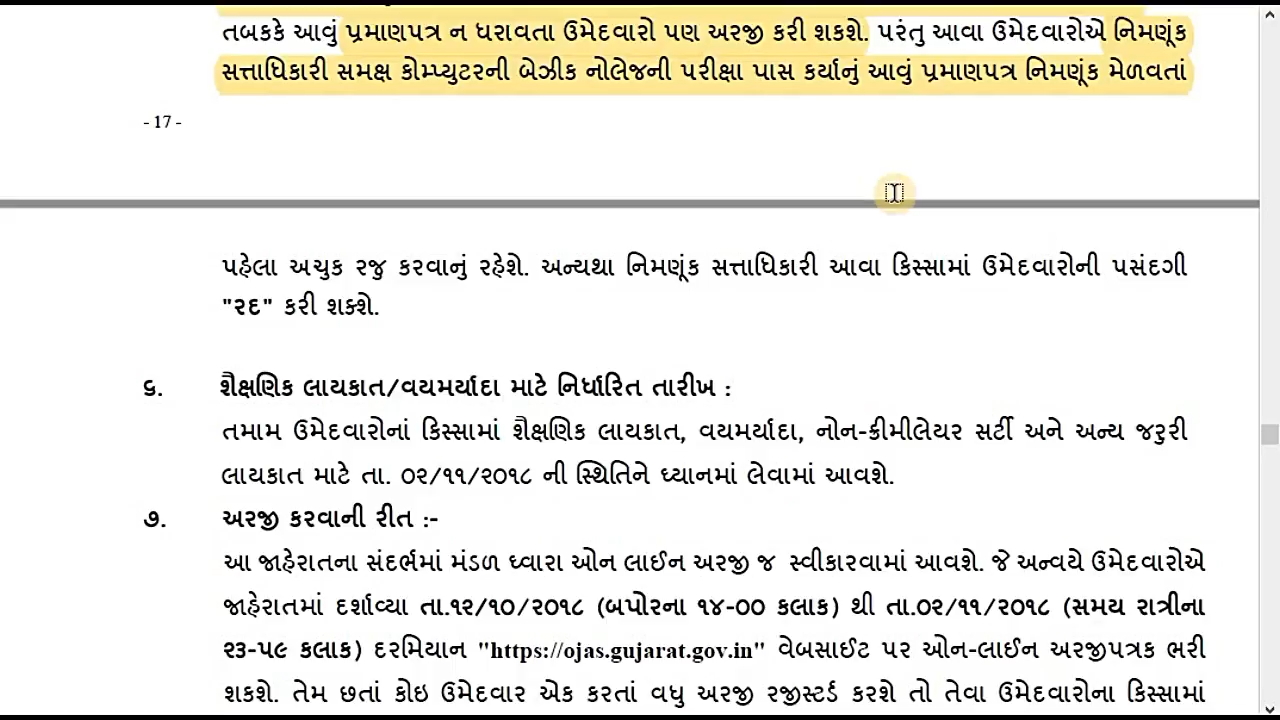 તબક્કે આવું પ્રમાણપત્ર ન ધરાવતા ઉમેદવારો પણ અરજી કરી શકશે. પરંતુ આવા ઉમેદવારોએ નિમણૂંક
સત્તાધિકારી સમક્ષ કોમ્પ્યુટરની બેઝીક નોલેજની પરીક્ષા પાસ કર્યાનું આવું પ્રમાણપત્ર નિમણૂંક મેળવતાં
- 17 -
પહેલા અચુક રજુ કરવાનું રહેશે. અન્યથા નિમણૂંક સત્તાધિકારી આવા કિસ્સામાં ઉમેદવારોની પસંદગી
"રદ" કરી શકશે.
૬. શૈક્ષણિક લાયકાત/વયમર્યાદા માટે નિર્ધારિત તારીખ :
તમામ ઉમેદવારોનાં કિસ્સામાં શૈક્ષણિક લાયકાત, વયમર્યાદા, નોન-ક્રીમીલેયર સર્ટી અને અન્ય જરૂરી
લાયકાત માટે તા. ૦૨/૧૧/૨૦૧૮ ની સ્થિતિને ધ્યાનમાં લેવામાં આવશે.
૭. અરજી કરવાની રીત :-
આ જાહેરાતના સંદર્ભમાં મંડળ ધ્વારા ઓન લાઈન અરજી જ સ્વીકારવામાં આવશે. જે અન્વયે ઉમેદવારોએ
જાહેરાતમાં દર્શાવ્યા તા.૧૨/૧૦/૨૦૧૮ (બપોરના ૧૪-૦૦ કલાક) થી તા.૦૨/૧૧/૨૦૧૮ (સમય રાત્રીના
૨૩-૫૯ કલાક) દરમિયાન "https://ojas.gujarat.gov.in" વેબસાઈટ પર ઓન-લાઈન અરજીપત્રક ભરી
શકશે. તેમ છતાં કોઇ ઉમેદવાર એક કરતાં વધુ અરજી રજીસ્ટર્ડ કરશે તો તેવા ઉમેદવારોના કિસ્સામાં